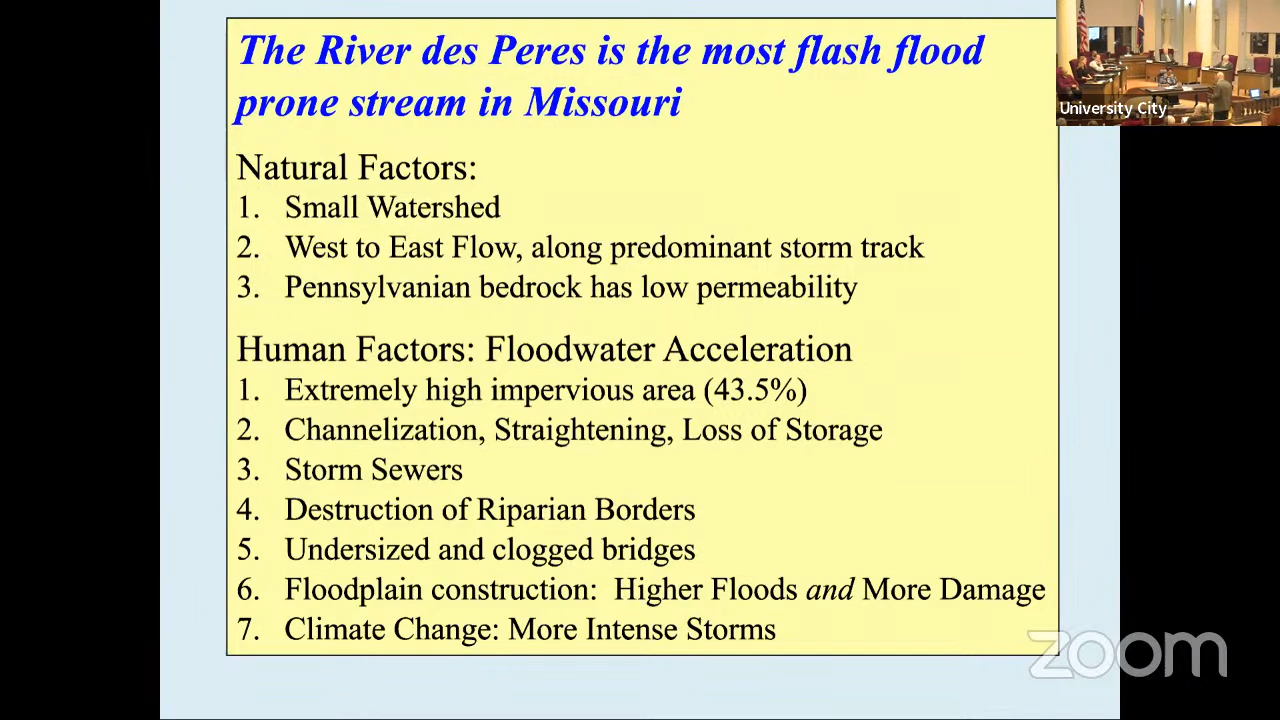 The River des Peres is the most flash flood
prone stream in Missouri
University City
Natural Factors:
1. Small Watershed
2. West to East Flow, along predominant storm track
3. Pennsylvanian bedrock has low permeability
Human Factors: Floodwater Acceleration
1. Extremely high impervious area (43.5%)
2. Channelization, Straightening, Loss of Storage
3. Storm Sewers
4. Destruction of Riparian Borders
5. Undersized and clogged bridges
6. Floodplain construction: Higher Floods and More Damage
7. Climate Change: More Intense Storms
zoom